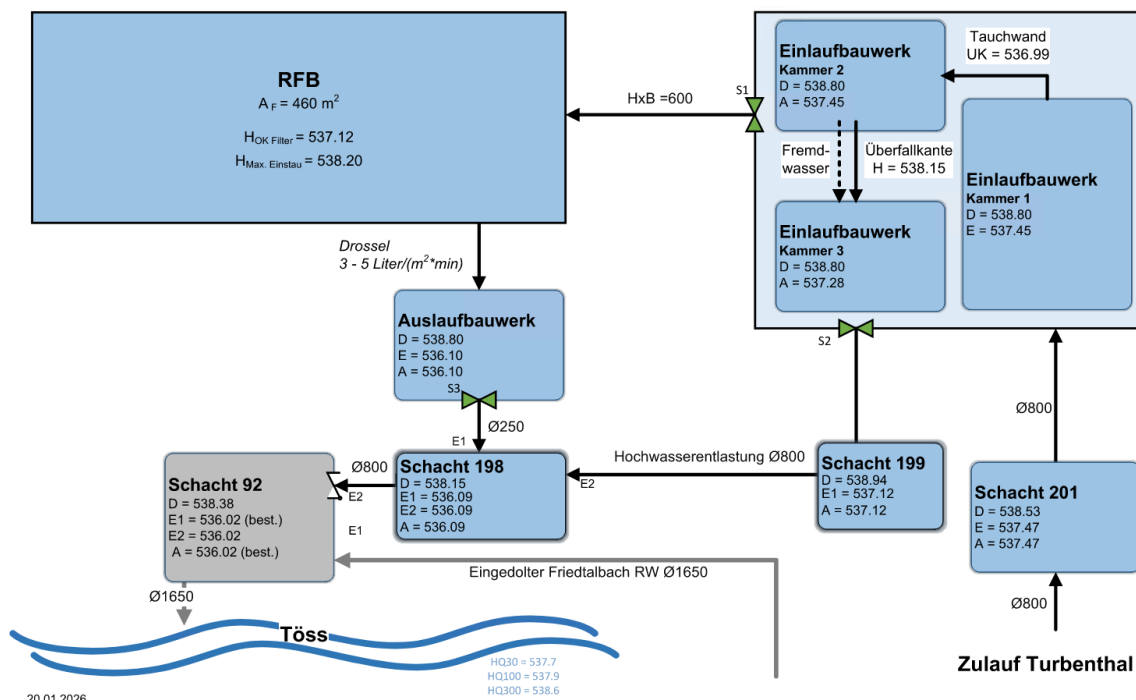 RFB
A F = 460 m²
H OK Filter = 537.12
H Max. Einstau = 538.20
HxB =600
S1
Einlaufbauwerk
Kammer 2
D = 538.80
A = 537.45
Tauchwand
UK = 536.99
Fremd-
wasser
Überfallkante
H = 538.15
Einlaufbauwerk
Kammer 1
D = 538.80
E = 537.45
Einlaufbauwerk
Kammer 3
D = 538.80
A = 537.28
S2
Drossel
3 - 5 Liter/(m²*min)
Auslaufbauwerk
D = 538.80
E = 536.10
A = 536.10
S3
Ø250
E1
Ø800
Schacht 92
D = 538.38
E1 = 536.02 (best.)
E2 = 536.02
A = 536.02 (best.)
Ø800
E2
E1
Schacht 198
D = 538.15
E1 = 536.09
E2 = 536.09
A = 536.09
Hochwasserentlastung Ø800
E2
Schacht 199
D = 538.94
E1 = 537.12
A = 537.12
Schacht 201
D = 538.53
E = 537.47
A = 537.47
Eingedolter Friedtalbach RW Ø1650
Ø1650
Ø800
Töss
HQ30 = 537.7
HQ100 = 537.9
HQ300 = 538.6
Zulauf Turbenthal
20.01.2026